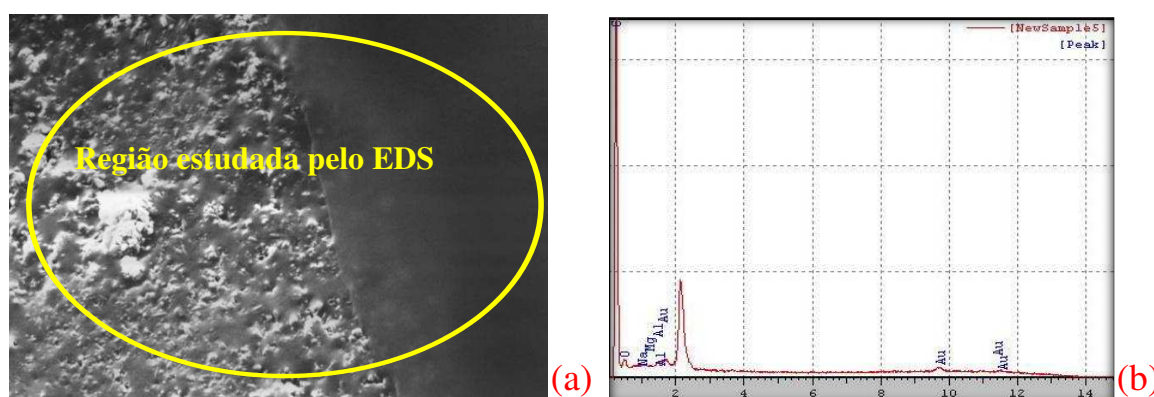 Região estudada pelo EDS
(a)
[NewSample5]
[Peak]
C
O
Na
Mg
Al
Al
Au
Au
Au
Au
2
4
6
8
10
12
14
(b)